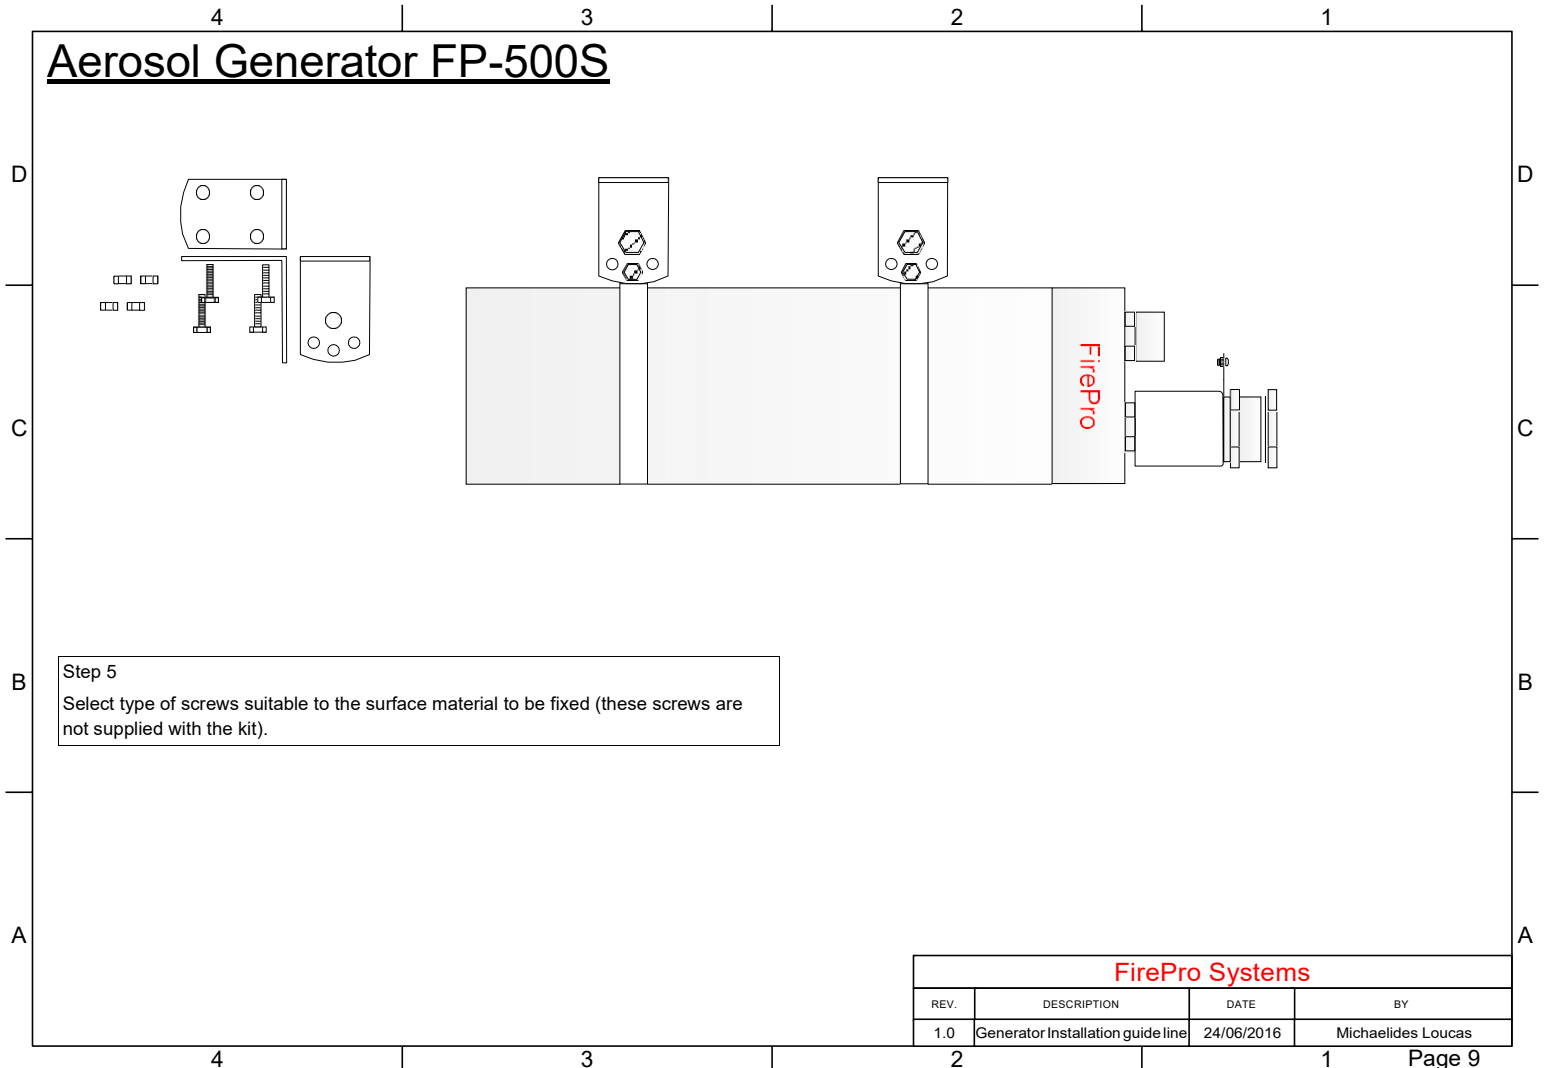 4 3 2 1
Aerosol Generator FP-500S
D D
C C
FirePro
B B
Step 5
Select type of screws suitable to the surface material to be fixed (these screws are
not supplied with the kit).
A A
FirePro Systems
REV. DESCRIPTION DATE BY
1.0 Generator Installation guide line 24/06/2016 Michaelides Loucas
4 3 2 1 Page 9